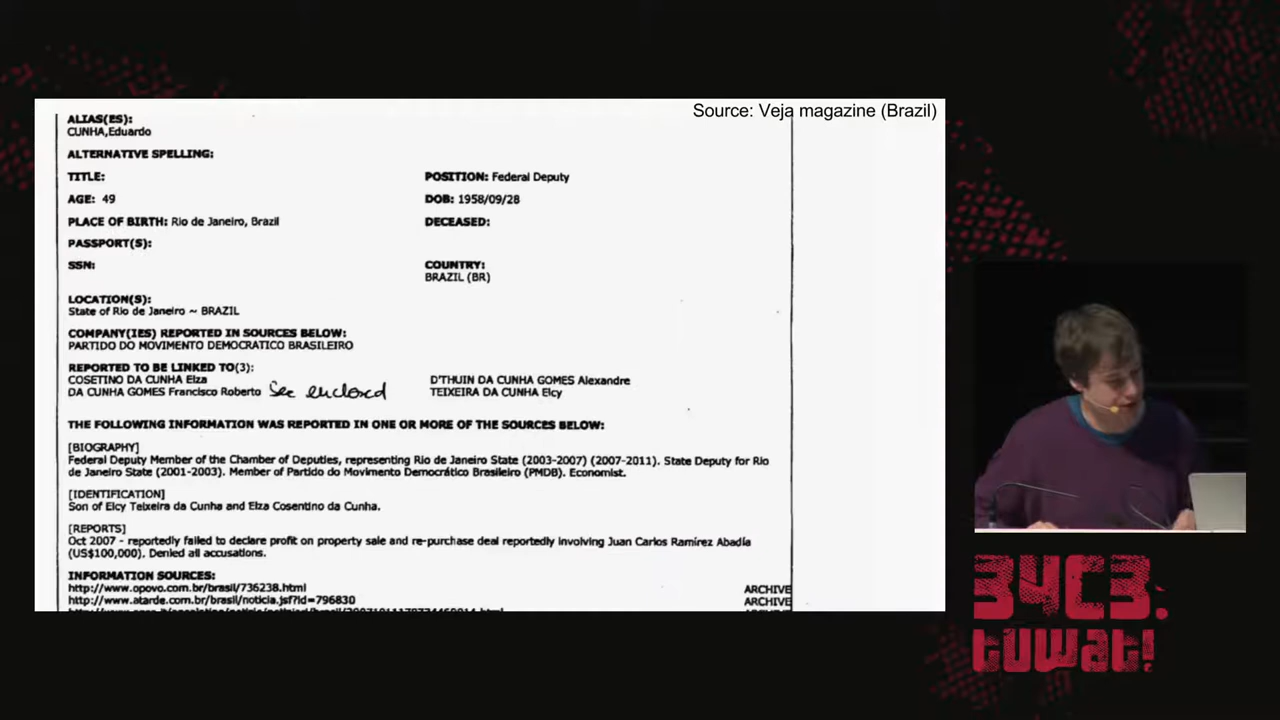 Source: Veja magazine (Brazil)
ALIAS(ES):
CUNHA,Eduardo
ALTERNATIVE SPELLING:
TITLE: POSITION: Federal Deputy
AGE: 49 DOB: 1958/09/28
PLACE OF BIRTH: Rio de Janeiro, Brazil DECEASED:
PASSPORT(S):
SSN: COUNTRY:
BRAZIL (BR)
LOCATION(S):
State of Rio de Janeiro ~ BRAZIL
COMPANY(IES) REPORTED IN SOURCES BELOW:
PARTIDO DO MOVIMENTO DEMOCRATICO BRASILEIRO
REPORTED TO BE LINKED TO(3):
COSETINO DA CUNHA Elza D'THUIN DA CUNHA GOMES Alexandre
DA CUNHA GOMES Francisco Roberto See enclosed TEIXEIRA DA CUNHA Elcy
THE FOLLOWING INFORMATION WAS REPORTED IN ONE OR MORE OF THE SOURCES BELOW:
[BIOGRAPHY]
Federal Deputy Member of the Chamber of Deputies, representing Rio de Janeiro State (2003-2007) (2007-2011). State Deputy for Rio
de Janeiro State (2001-2003). Member of Partido do Movimento Democrático Brasileiro (PMDB). Economist.
[IDENTIFICATION]
Son of Elcy Teixeira da Cunha and Elza Cosentino da Cunha.
[REPORTS]
Oct 2007 - reportedly failed to declare profit on property sale and re-purchase deal reportedly involving Juan Carlos Ramírez Abadía
(US$100,000). Denied all accusations.
INFORMATION SOURCES:
http://www.opovo.com.br/brasil/736238.html ARCHIVE
http://www.atarde.com.br/brasil/noticia.jsf?id=796830 ARCHIVE
34C3.
tuwat!